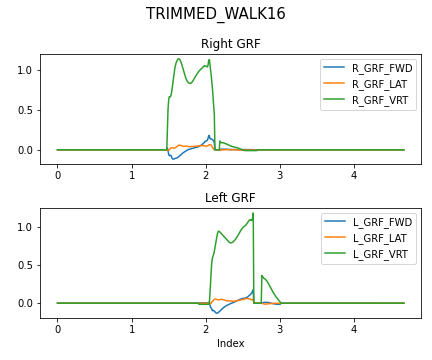 TRIMMED_WALK16
Right GRF
1.0
0.5
0.0
R_GRF_FWD
R_GRF_LAT
R_GRF_VRT
0 1 2 3 4
Left GRF
1.0
0.5
0.0
L_GRF_FWD
L_GRF_LAT
L_GRF_VRT
0 1 2 3 4
Index